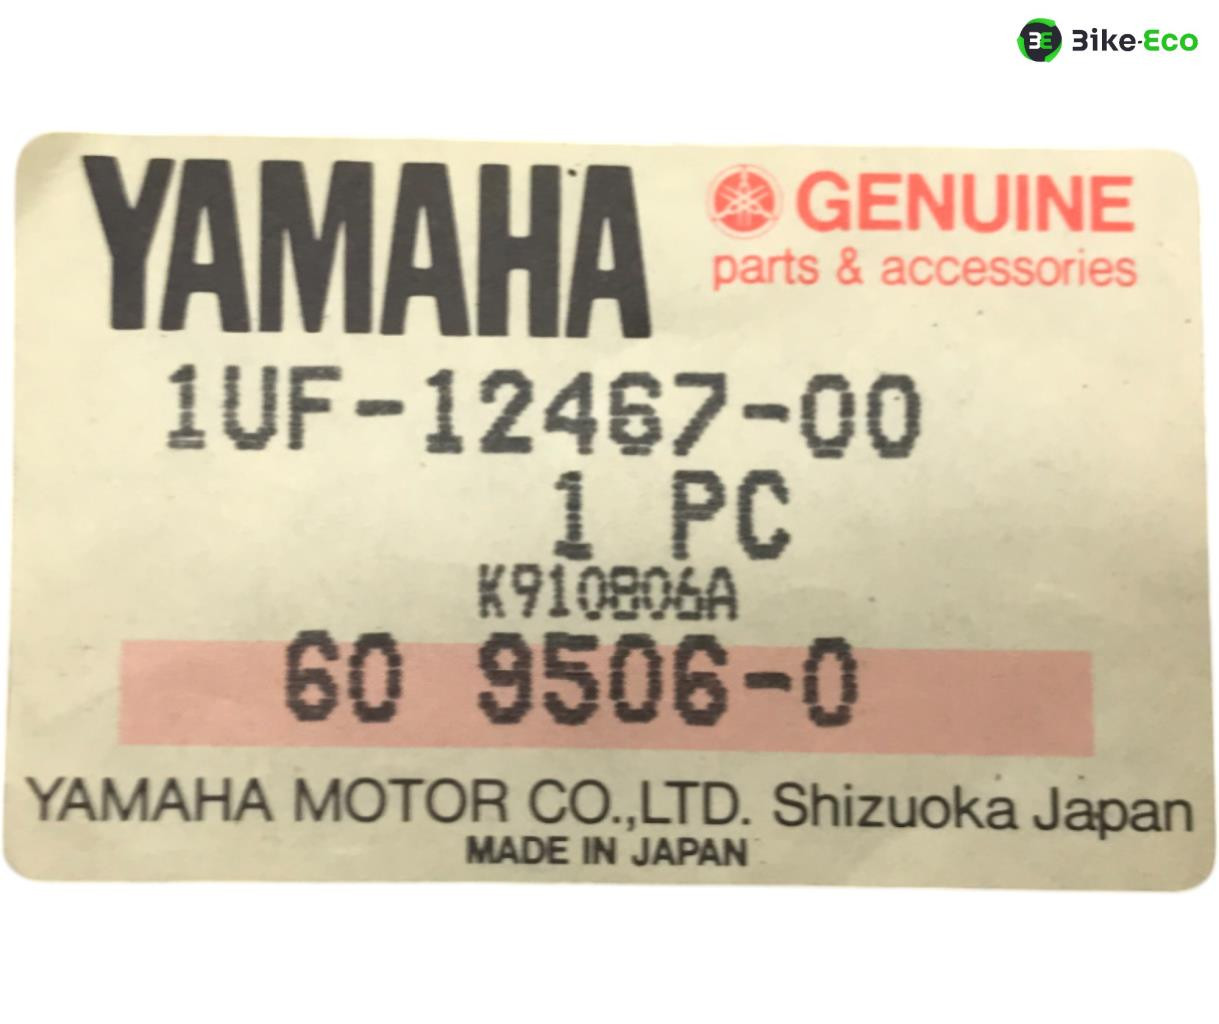 Bike-Eco
YAMAHA
GENUINE
parts & accessories
1UF-12467-00
1 PC
K910806A
60 9506-0
YAMAHA MOTOR CO.,LTD. Shizuoka Japan
MADE IN JAPAN